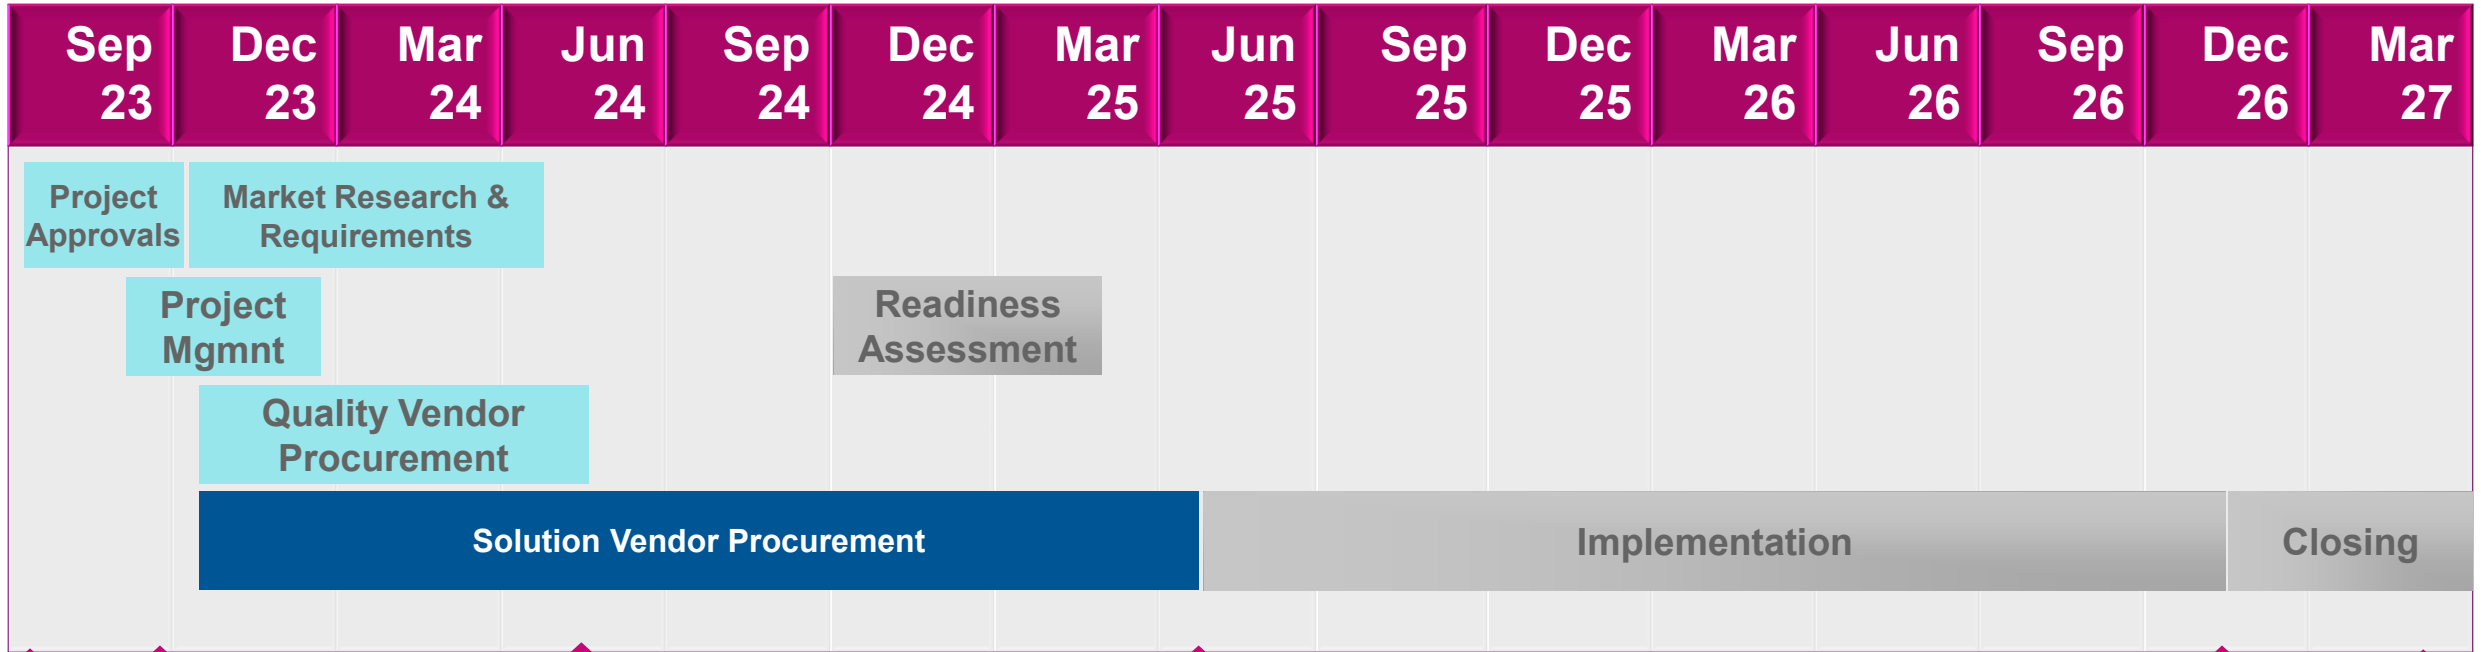 Sep Dec Mar Jun Sep Dec Mar Jun Sep Dec Mar Jun Sep Dec Mar
23 23 24 24 24 24 25 25 25 25 26 26 26 26 27
Project
Approvals
Market Research &
Requirements
Project
Mgmnt
Readiness
Assessment
Quality Vendor
Procurement
Solution Vendor Procurement
Implementation
Closing